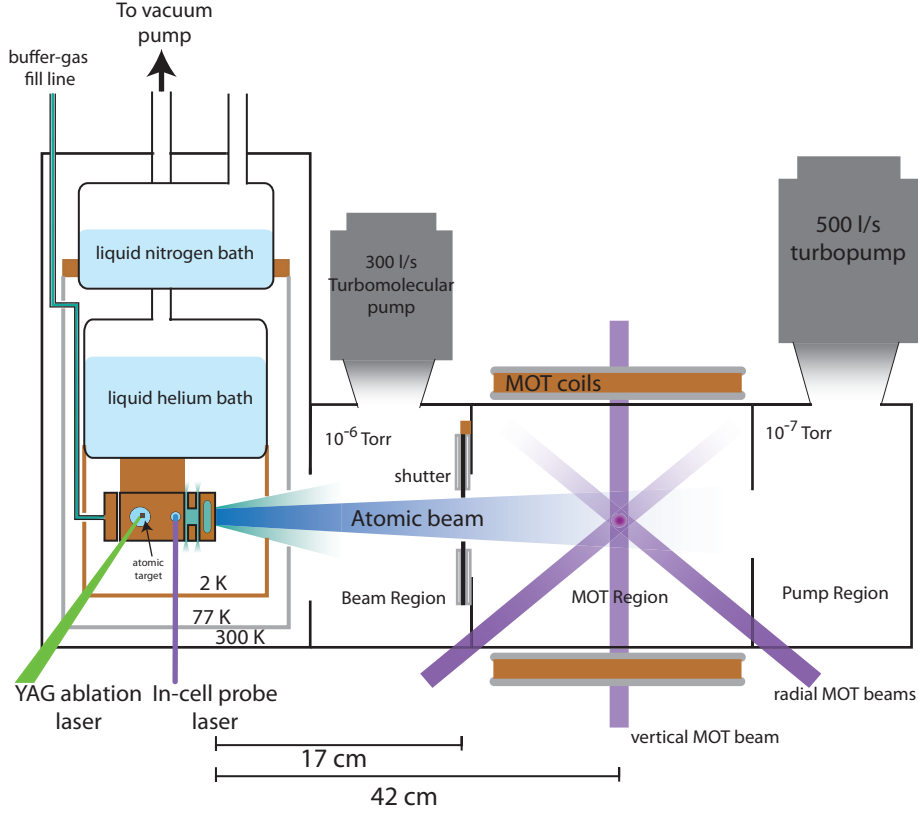 To vacuum
pump
buffer-gas
fill line
liquid nitrogen bath
300 l/s
Turbomolecular
pump
500 l/s
turbopump
liquid helium bath
MOT coils
10⁻⁶ Torr
10⁻⁷ Torr
shutter
Atomic beam
atomic
target
2 K
77 K
300 K
Beam Region
MOT Region
Pump Region
YAG ablation
laser
In-cell probe
laser
radial MOT beams
vertical MOT beam
17 cm
42 cm